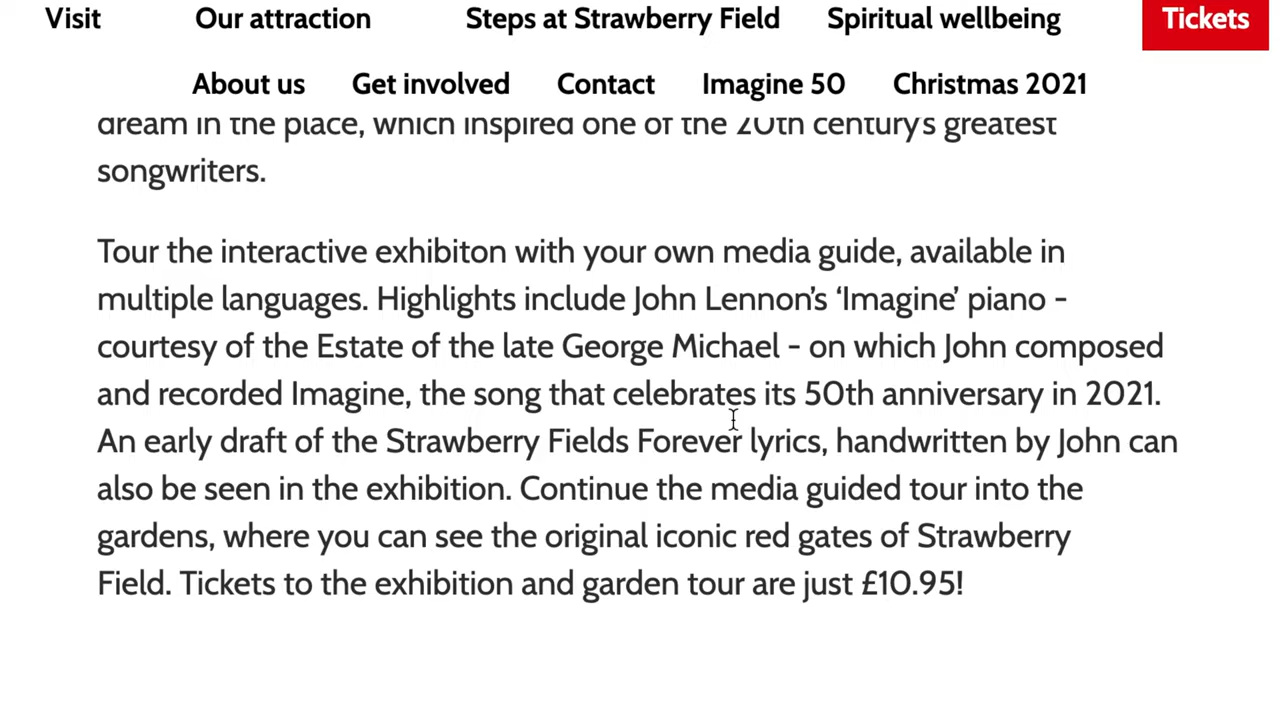 Visit Our attraction Steps at Strawberry Field Spiritual wellbeing Tickets
About us Get involved Contact Imagine 50 Christmas 2021
dream in the place, which inspired one of the 20th century's greatest
songwriters.
Tour the interactive exhibiton with your own media guide, available in
multiple languages. Highlights include John Lennon's ‘Imagine’ piano -
courtesy of the Estate of the late George Michael - on which John composed
and recorded Imagine, the song that celebrates its 50th anniversary in 2021.
An early draft of the Strawberry Fields Forever lyrics, handwritten by John can
also be seen in the exhibition. Continue the media guided tour into the
gardens, where you can see the original iconic red gates of Strawberry
Field. Tickets to the exhibition and garden tour are just £10.95!